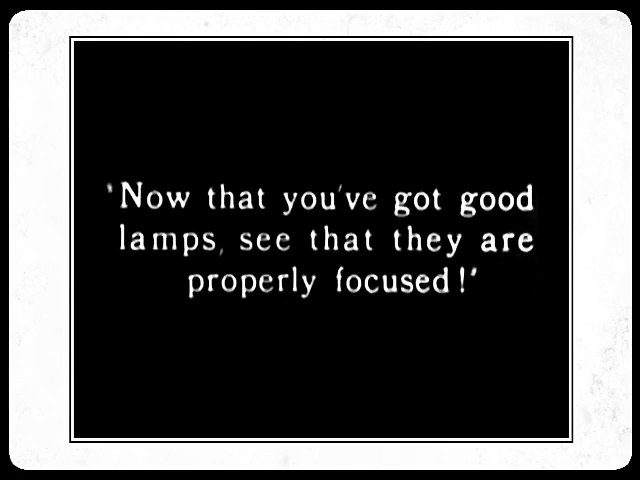 'Now that you've got good
lamps, see that they are
properly focused!'